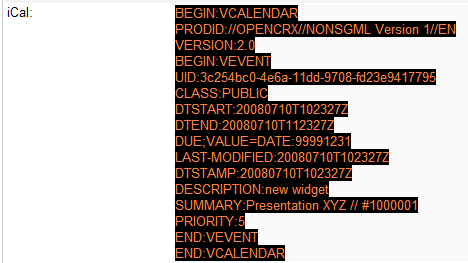 iCal:
BEGIN:VCALENDAR
PRODID://OPENCRX//NONSGML Version 1//EN
VERSION:2.0
BEGIN:VEVENT
UID:3c254bc0-4e6a-11dd-9708-fd23e9417795
CLASS:PUBLIC
DTSTART:20080710T102327Z
DTEND:20080710T112327Z
DUE;VALUE=DATE:99991231
LAST-MODIFIED:20080710T102327Z
DTSTAMP:20080710T102327Z
DESCRIPTION:new widget
SUMMARY:Presentation XYZ // #1000001
PRIORITY:5
END:VEVENT
END:VCALENDAR